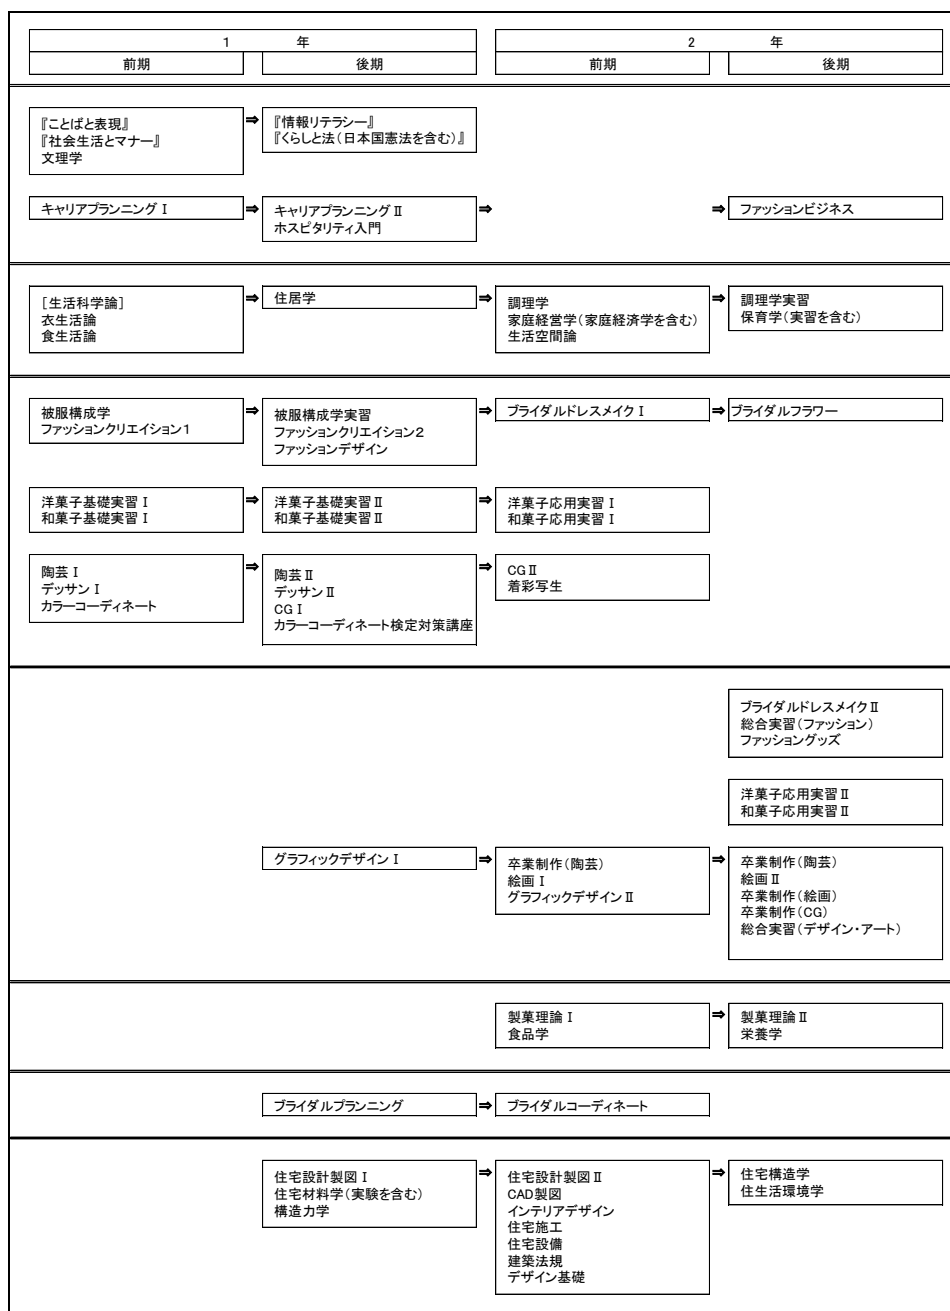 1 年
2 年
前期
後期
前期
後期
『ことばと表現』
『社会生活とマナー』
文理学
⇒
『情報リテラシー』
『くらしと法（日本国憲法を含む）』
キャリアプランニングⅠ
⇒
キャリアプランニングⅡ
ホスピタリティ入門
⇒
⇒
ファッションビジネス
［生活科学論］
衣生活論
食生活論
⇒
住居学
⇒
調理学
家庭経営学（家庭経済学を含む）
生活空間論
⇒
調理学実習
保育学（実習を含む）
被服構成学
ファッションクリエイション1
⇒
被服構成学実習
ファッションクリエイション2
ファッションデザイン
⇒
ブライダルドレスメイクⅠ
⇒
ブライダルフラワー
洋菓子基礎実習Ⅰ
和菓子基礎実習Ⅰ
⇒
洋菓子基礎実習Ⅱ
和菓子基礎実習Ⅱ
⇒
洋菓子応用実習Ⅰ
和菓子応用実習Ⅰ
陶芸Ⅰ
デッサンⅠ
カラーコーディネート
⇒
陶芸Ⅱ
デッサンⅡ
CGⅠ
カラーコーディネート検定対策講座
⇒
CGⅡ
着彩写生
ブライダルドレスメイクⅡ
総合実習（ファッション）
ファッショングッズ
洋菓子応用実習Ⅱ
和菓子応用実習Ⅱ
グラフィックデザインⅠ
⇒
卒業制作（陶芸）
絵画Ⅰ
グラフィックデザインⅡ
⇒
卒業制作（陶芸）
絵画Ⅱ
卒業制作（絵画）
卒業制作（CG）
総合実習（デザイン・アート）
製菓理論Ⅰ
食品学
⇒
製菓理論Ⅱ
栄養学
ブライダルプランニング
⇒
ブライダルコーディネート
住宅設計製図Ⅰ
住宅材料学（実験を含む）
構造力学
⇒
住宅設計製図Ⅱ
CAD製図
インテリアデザイン
住宅施工
住宅設備
建築法規
デザイン基礎
⇒
住宅構造学
住生活環境学